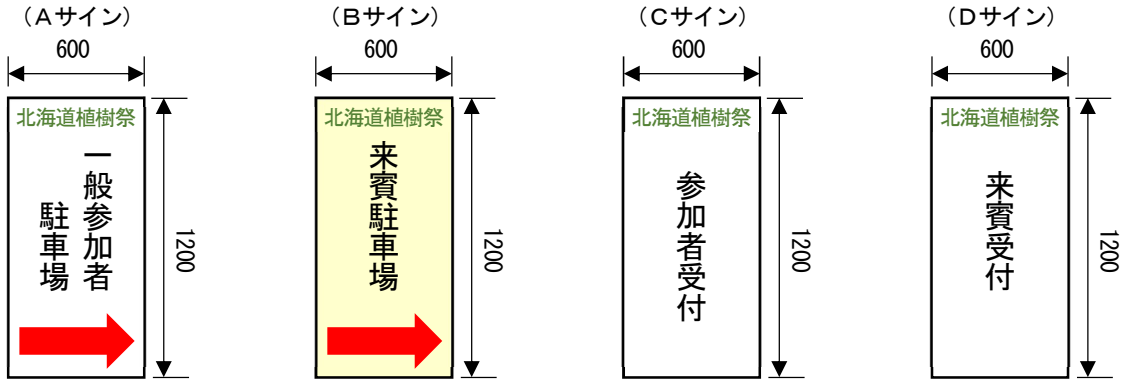 （Ａサイン）
600
北海道植樹祭
一般参加者
駐車場
1200
（Ｂサイン）
600
北海道植樹祭
来賓駐車場
1200
（Ｃサイン）
600
北海道植樹祭
参加者受付
1200
（Ｄサイン）
600
北海道植樹祭
来賓受付
1200